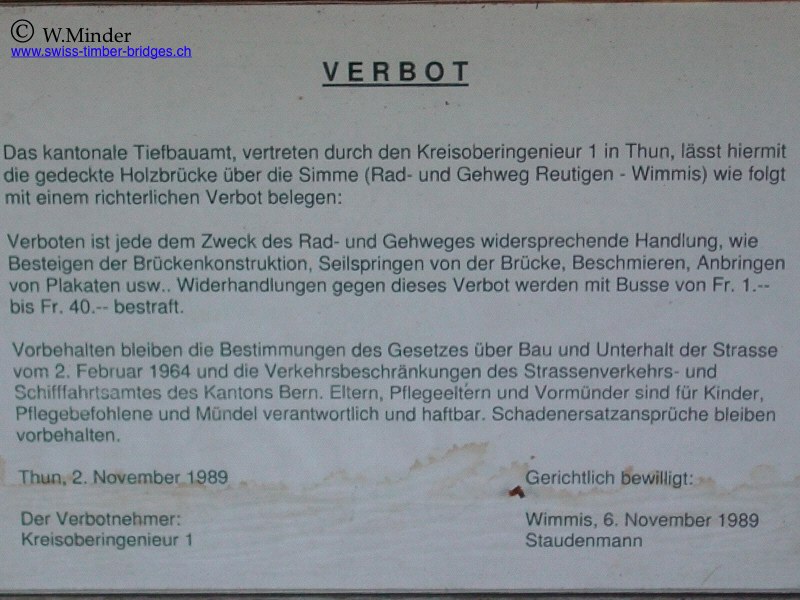 © W.Minder
www.swiss-timber-bridges.ch
VERBOT
Das kantonale Tiefbauamt, vertreten durch den Kreisoberingenieur 1 in Thun, lässt hiermit
die gedeckte Holzbrücke über die Simme (Rad- und Gehweg Reutigen - Wimmis) wie folgt
mit einem richterlichen Verbot belegen:
Verboten ist jede dem Zweck des Rad- und Gehweges widersprechende Handlung, wie
Besteigen der Brückenkonstruktion, Seilspringen von der Brücke, Beschmieren, Anbringen
von Plakaten usw.. Widerhandlungen gegen dieses Verbot werden mit Busse von Fr. 1.--
bis Fr. 40.-- bestraft.
Vorbehalten bleiben die Bestimmungen des Gesetzes über Bau und Unterhalt der Strasse
vom 2. Februar 1964 und die Verkehrsbeschränkungen des Strassenverkehrs- und
Schifffahrtsamtes des Kantons Bern. Eltern, Pflegeeltern und Vormünder sind für Kinder,
Pflegebefohlene und Mündel verantwortlich und haftbar. Schadenersatzansprüche bleiben
vorbehalten.
Thun, 2. November 1989
Gerichtlich bewilligt:
Der Verbotnehmer:
Kreisoberingenieur 1
Wimmis, 6. November 1989
Staudenmann